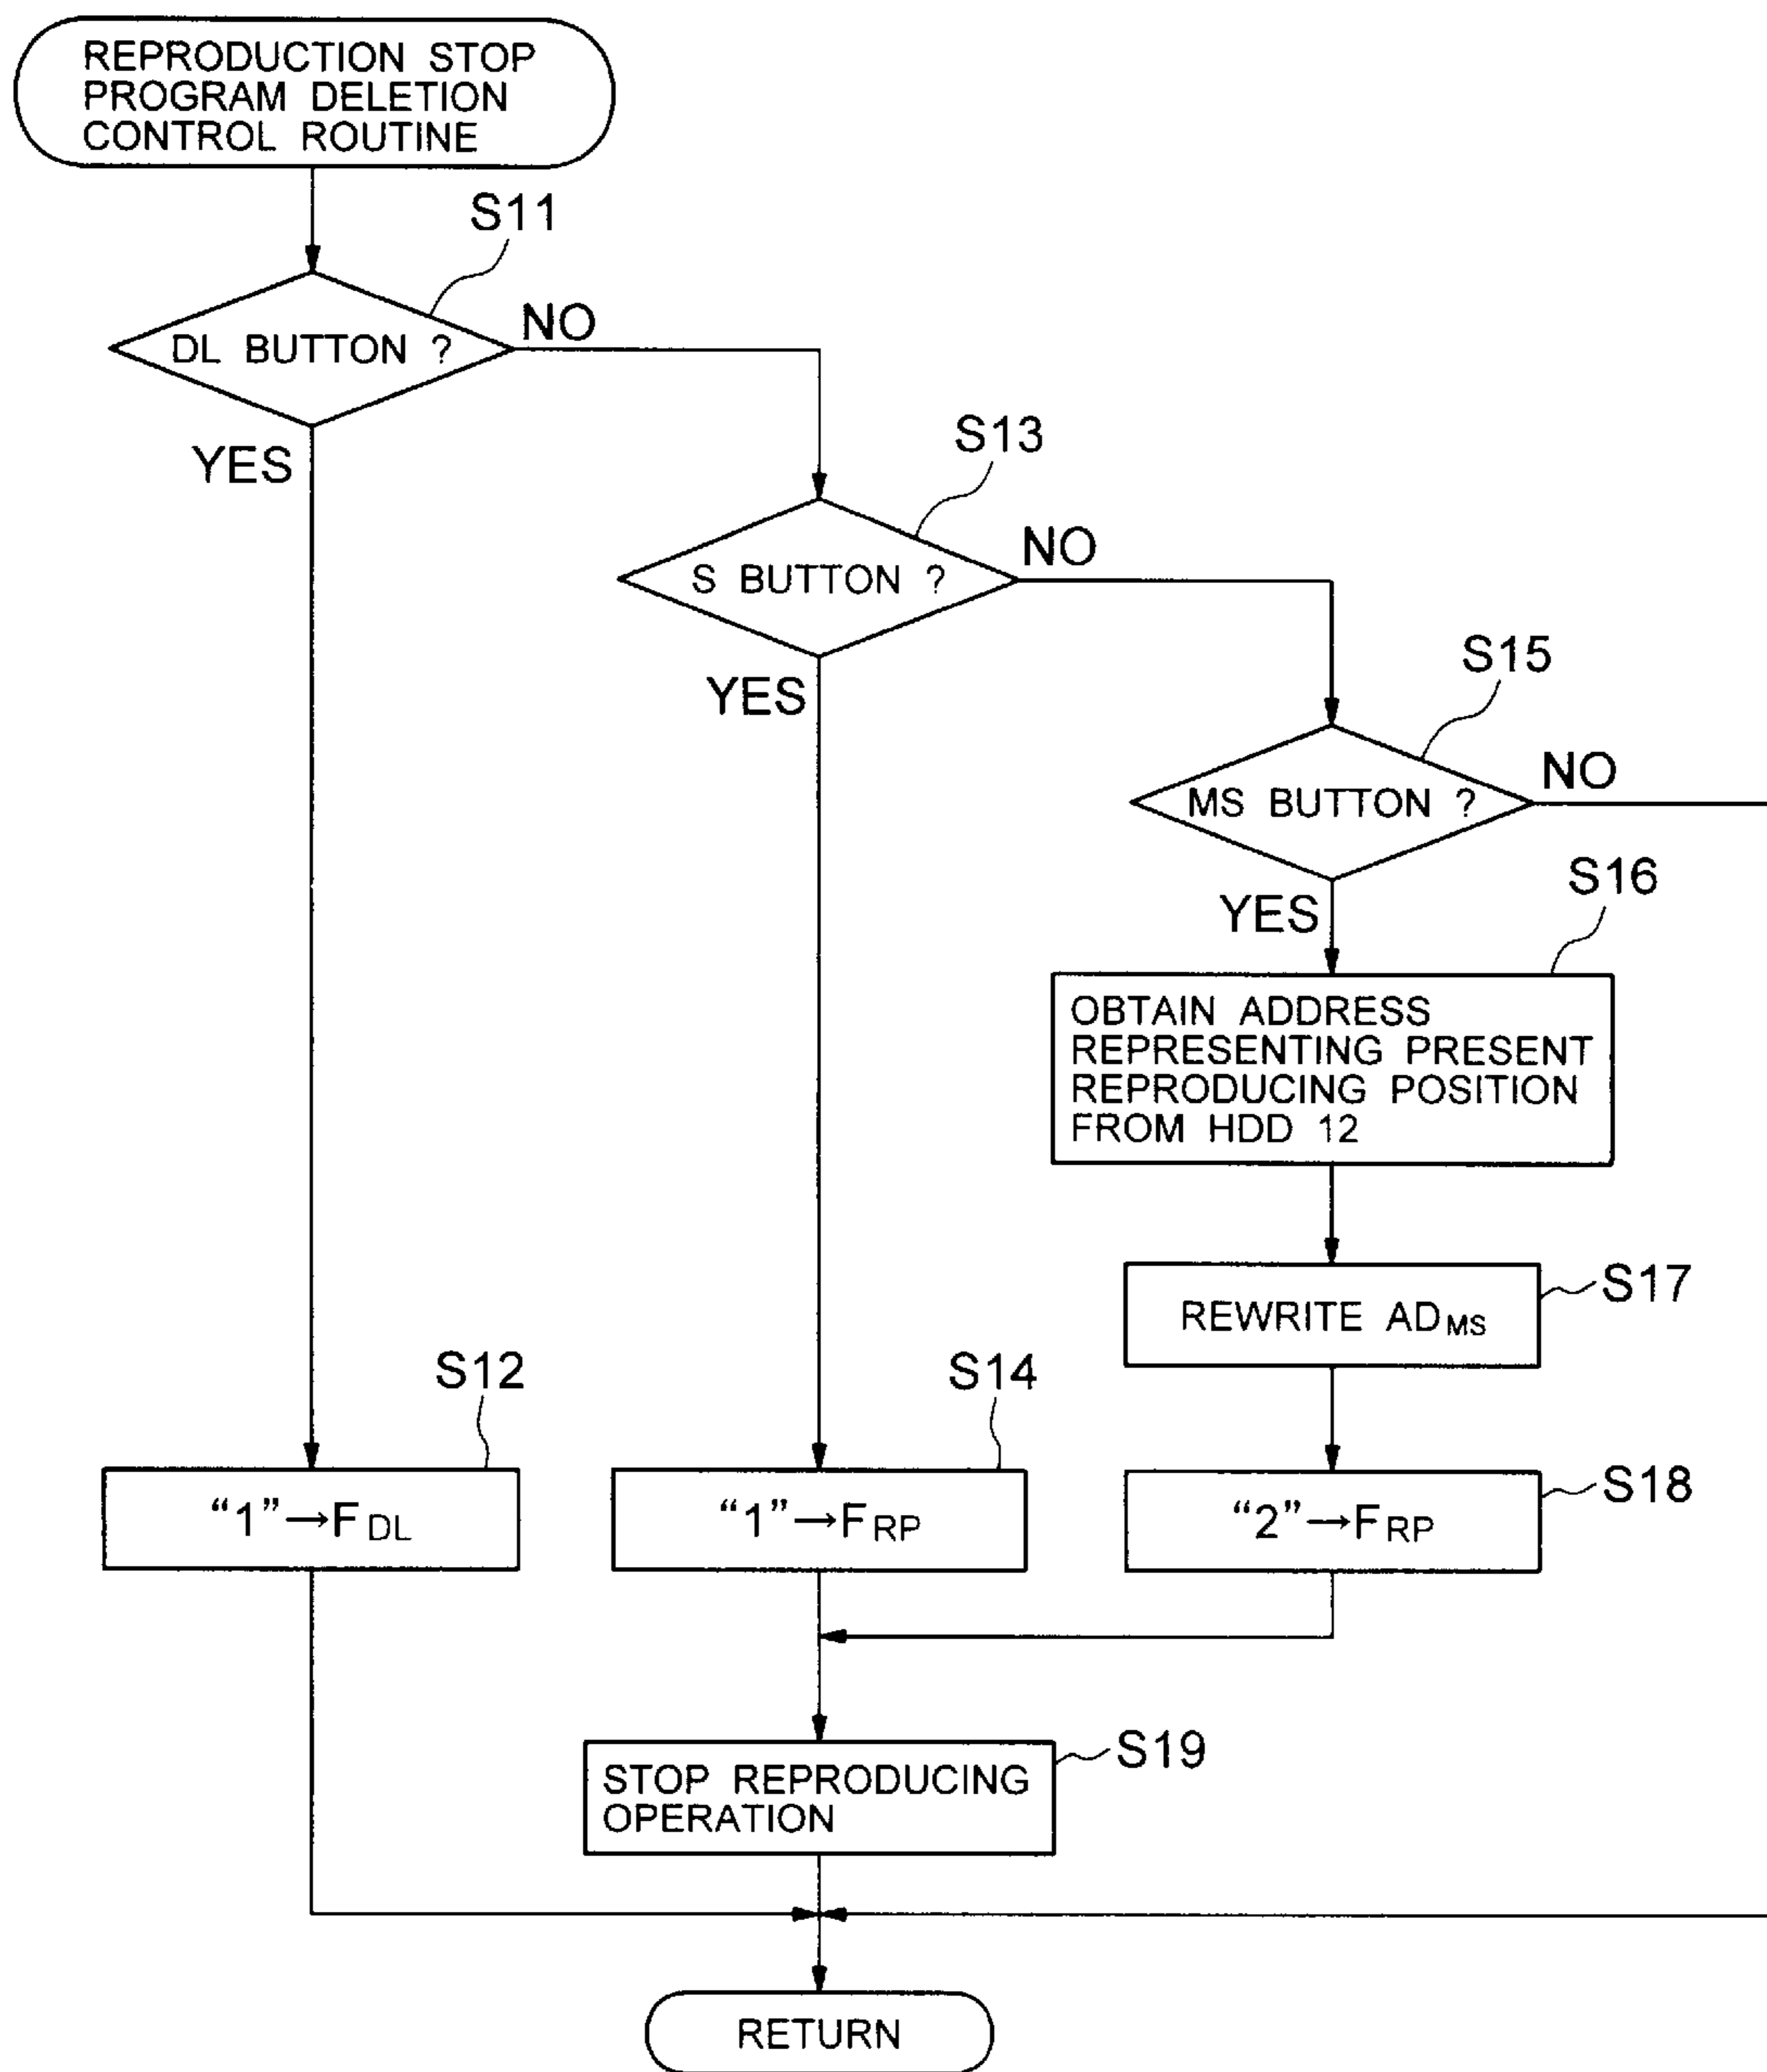 REPRODUCTION STOP
PROGRAM DELETION
CONTROL ROUTINE
S11
DL BUTTON ?
NO
YES
S13
S BUTTON ?
NO
YES
S15
MS BUTTON ?
NO
YES
S16
OBTAIN ADDRESS
REPRESENTING PRESENT
REPRODUCING POSITION
FROM HDD 12
S17
REWRITE ADMS
S12
“1”→FDL
S14
“1”→FRP
S18
“2”→FRP
S19
STOP REPRODUCING
OPERATION
RETURN